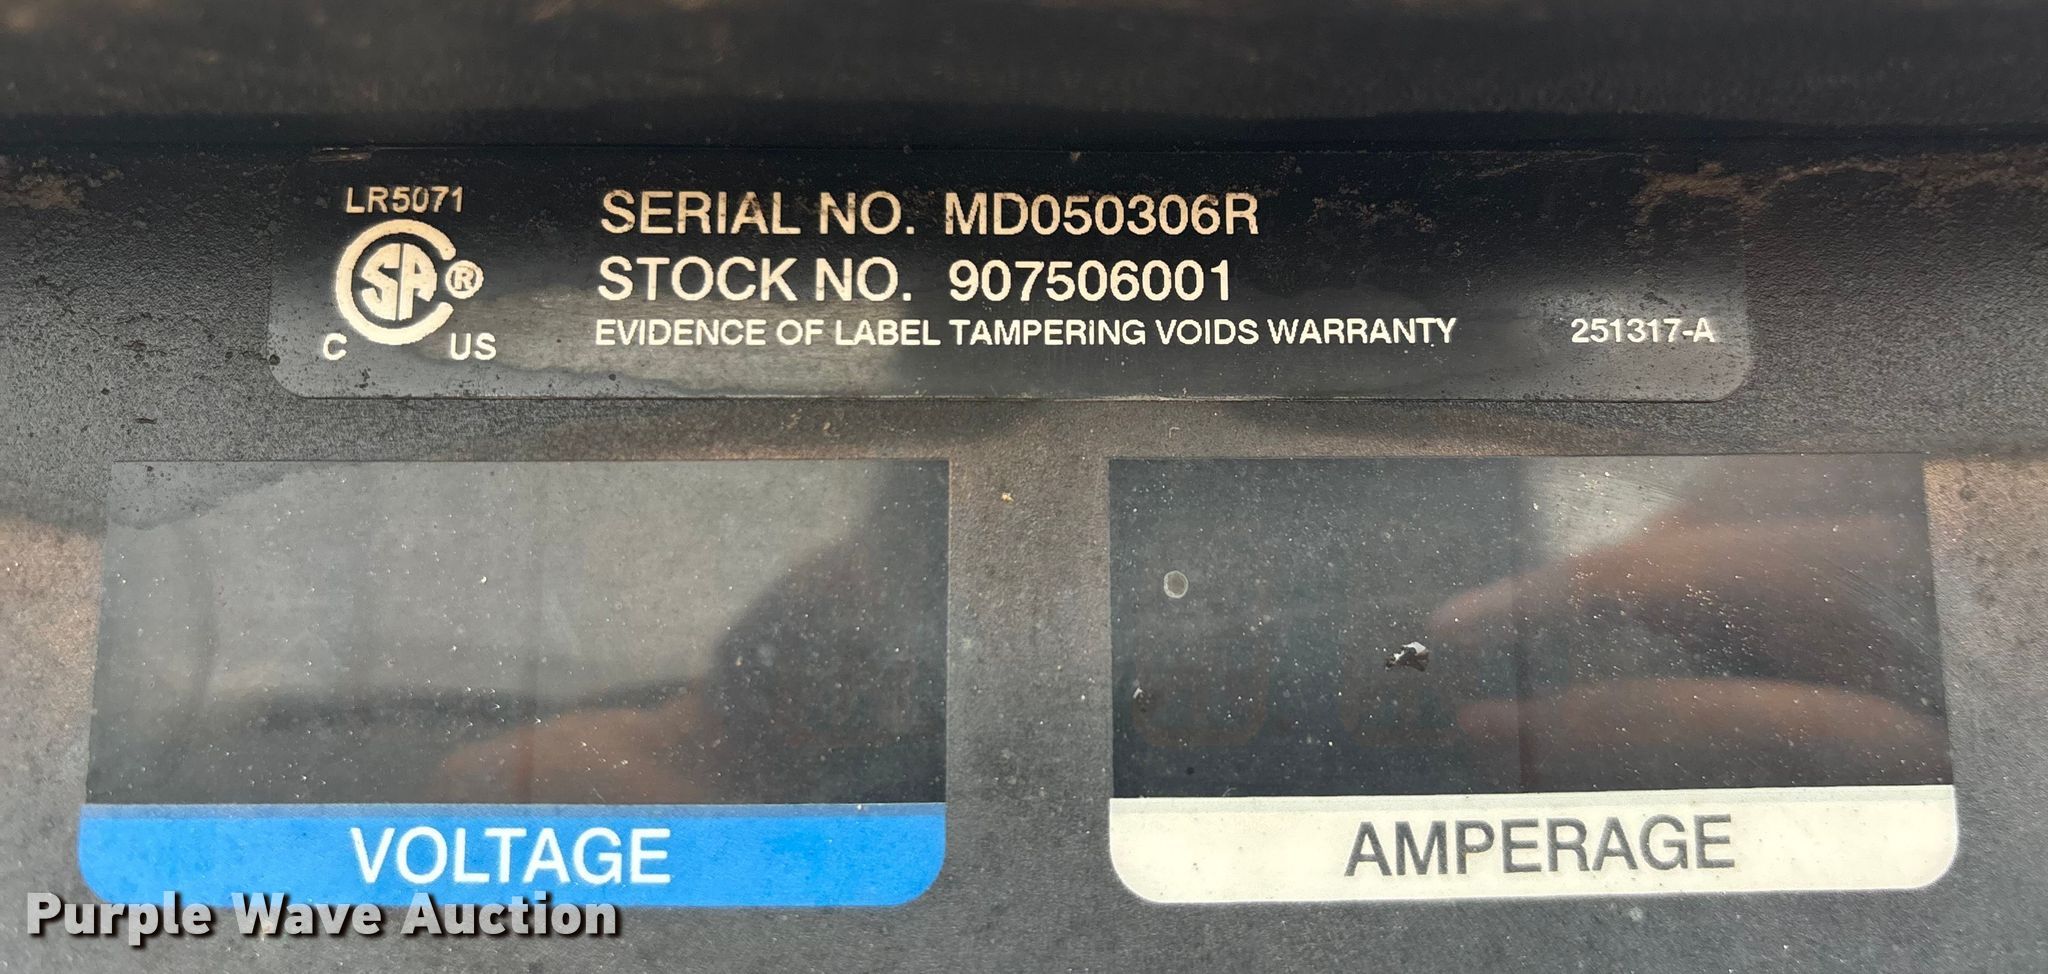 LR5071
CSA®
C US
SERIAL NO. MD050306R
STOCK NO. 907506001
EVIDENCE OF LABEL TAMPERING VOIDS WARRANTY 251317-A
VOLTAGE
AMPERAGE
Purple Wave Auction